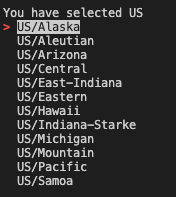 You have selected US
> US/Alaska
US/Aleutian
US/Arizona
US/Central
US/East-Indiana
US/Eastern
US/Hawaii
US/Indiana-Starke
US/Michigan
US/Mountain
US/Pacific
US/Samoa